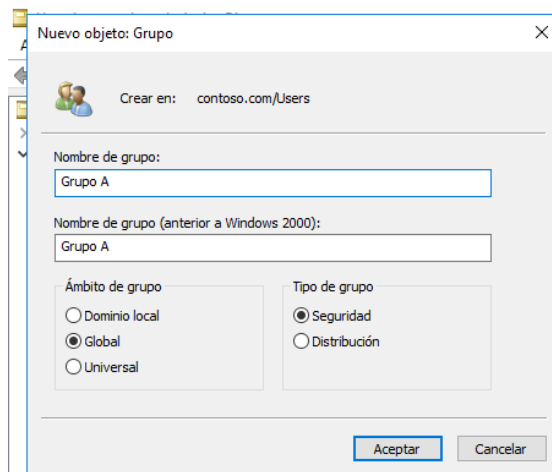 Nuevo objeto: Grupo
Crear en: contoso.com/Users
Nombre de grupo:
Grupo A
Nombre de grupo (anterior a Windows 2000):
Grupo A
Ámbito de grupo
Dominio local
Global
Universal
Tipo de grupo
Seguridad
Distribución
Aceptar
Cancelar